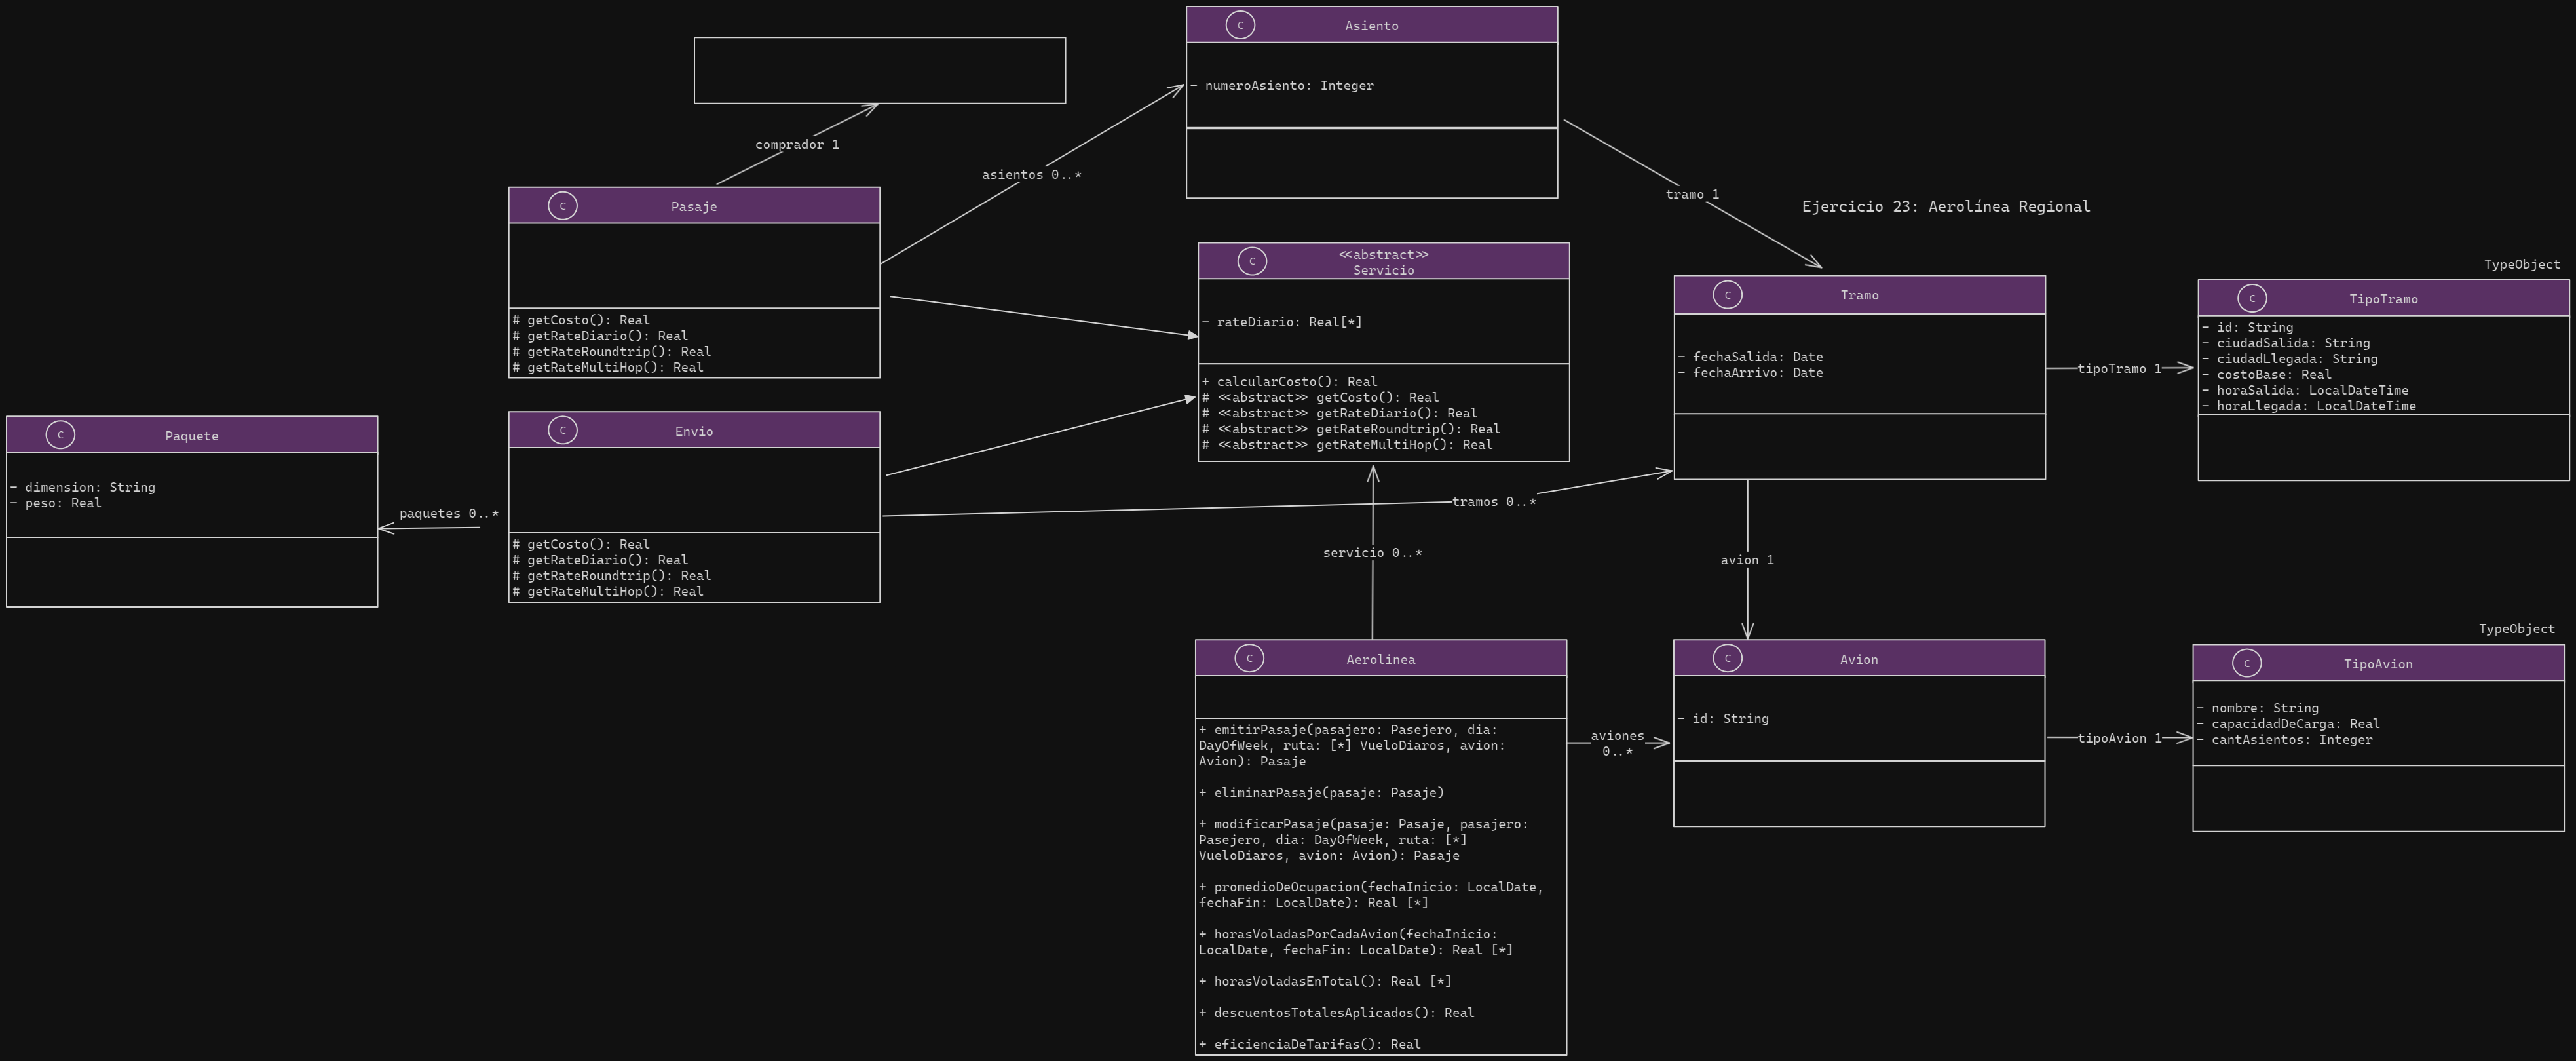 C Asiento
- numeroAsiento: Integer
comprador 1
asientos 0..*
tramo 1
Ejercicio 23: Aerolínea Regional
C Pasaje
# getCosto(): Real
# getRateDiario(): Real
# getRateRoundtrip(): Real
# getRateMultiHop(): Real
<<abstract>>
C Servicio
- rateDiario: Real[*]
+ calcularCosto(): Real
# <<abstract>> getCosto(): Real
# <<abstract>> getRateDiario(): Real
# <<abstract>> getRateRoundtrip(): Real
# <<abstract>> getRateMultiHop(): Real
C Tramo
- fechaSalida: Date
- fechaArrivo: Date
tipoTramo 1
TypeObject
C TipoTramo
- id: String
- ciudadSalida: String
- ciudadLlegada: String
- costoBase: Real
- horaSalida: LocalDateTime
- horaLlegada: LocalDateTime
C Paquete
- dimension: String
- peso: Real
paquetes 0..*
C Envio
# getCosto(): Real
# getRateDiario(): Real
# getRateRoundtrip(): Real
# getRateMultiHop(): Real
tramos 0..*
servicio 0..*
avion 1
C Aerolinea
+ emitirPasaje(pasajero: Pasejero, dia:
DayOfWeek, ruta: [*] VueloDiaros, avion:
Avion): Pasaje
+ eliminarPasaje(pasaje: Pasaje)
+ modificarPasaje(pasaje: Pasaje, pasajero:
Pasejero, dia: DayOfWeek, ruta: [*]
VueloDiaros, avion: Avion): Pasaje
+ promedioDeOcupacion(fechaInicio: LocalDate,
fechaFin: LocalDate): Real [*]
+ horasVoladasPorCadaAvion(fechaInicio:
LocalDate, fechaFin: LocalDate): Real [*]
+ horasVoladasEnTotal(): Real [*]
+ descuentosTotalesAplicados(): Real
+ eficienciaDeTarifas(): Real
aviones
0..*
C Avion
- id: String
tipoAvion 1
TypeObject
C TipoAvion
- nombre: String
- capacidadDeCarga: Real
- cantAsientos: Integer